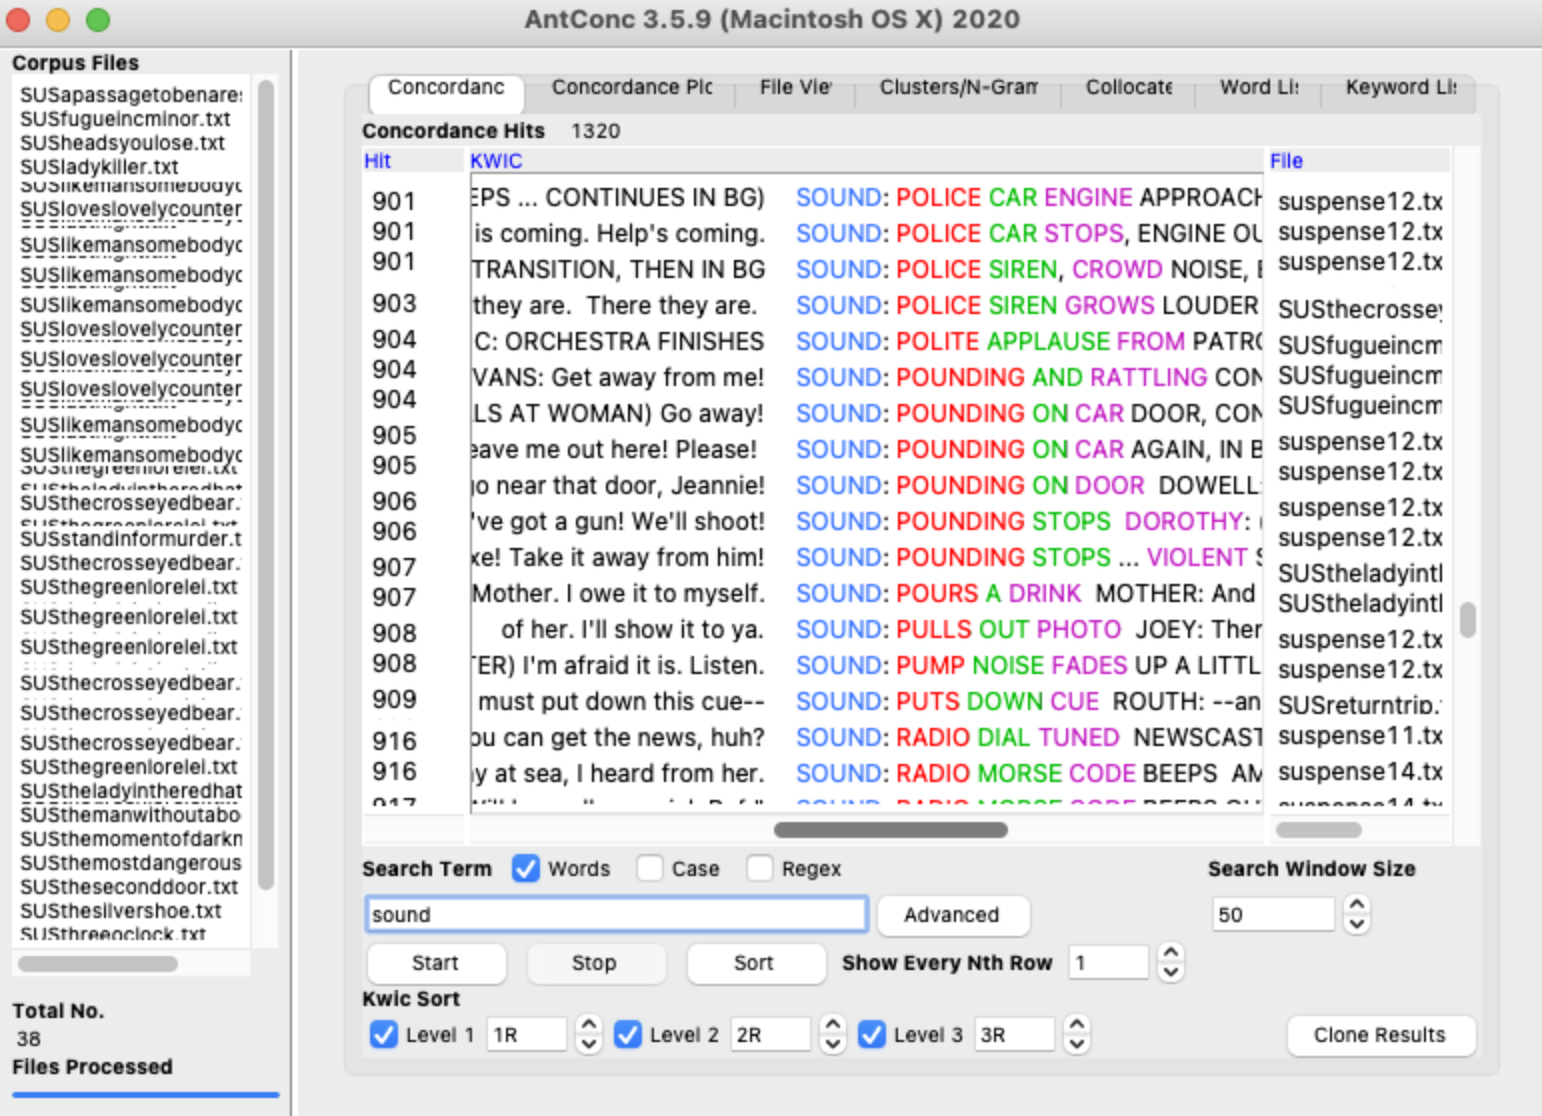 AntConc 3.5.9 (Macintosh OS X) 2020
Corpus Files
SUSapassagetobenare
SUSfugueincminor.txt
SUSheadsyoulose.txt
SUSladykiller.txt
SUSlikemansomebodyc
SUSloveslovelycounter
SUSlikemansomebodyc
SUSlikemansomebodyc
SUSlikemansomebodyc
SUSloveslovelycounter
SUSloveslovelycounter
SUSloveslovelycounter
SUSlikemansomebodyc
SUSlikemansomebodyc
SUSthegreenlorelei.txt
SUSthecrosseyedbear.
SUSstandinformurder.t
SUSthecrosseyedbear.
SUSthegreenlorelei.txt
SUSthegreenlorelei.txt
SUSthegreenlorelei.txt
SUSthecrosseyedbear.
SUSthecrosseyedbear.
SUSthecrosseyedbear.
SUSthegreenlorelei.txt
SUStheladyintheredhat
SUSthemanwithoutabo
SUSthemomentofdarkn
SUSthemostdangerous
SUStheseconddoor.txt
SUSthesilvershoe.txt
SUSthreeoclock.txt
Total No.
38
Files Processed
Concordanc Concordance Plc File Vie Clusters/N-Gran Collocate Word Li Keyword Li
Concordance Hits 1320
Hit KWIC File
901 EPS ... CONTINUES IN BG) SOUND: POLICE CAR ENGINE APPROACH suspense12.tx
901 is coming. Help's coming. SOUND: POLICE CAR STOPS, ENGINE OU suspense12.tx
901 TRANSITION, THEN IN BG SOUND: POLICE SIREN, CROWD NOISE, suspense12.tx
903 they are. There they are. SOUND: POLICE SIREN GROWS LOUDER SUSthecrossey
904 C: ORCHESTRA FINISHES SOUND: POLITE APPLAUSE FROM PATRO SUSfugueincm
904 VANS: Get away from me! SOUND: POUNDING AND RATTLING CON SUSfugueincm
904 LS AT WOMAN) Go away! SOUND: POUNDING ON CAR DOOR, CON SUSfugueincm
905 eave me out here! Please! SOUND: POUNDING ON CAR AGAIN, IN B suspense12.tx
905 go near that door, Jeannie! SOUND: POUNDING ON DOOR DOWELL: suspense12.tx
906 've got a gun! We'll shoot! SOUND: POUNDING STOPS DOROTHY: ( suspense12.tx
906 xe! Take it away from him! SOUND: POUNDING STOPS ... VIOLENT S suspense12.tx
907 Mother. I owe it to myself. SOUND: POURS A DRINK MOTHER: And SUStheladyintl
907 of her. I'll show it to ya. SOUND: PULLS OUT PHOTO JOEY: Ther SUStheladyintl
908 TER) I'm afraid it is. Listen. SOUND: PUMP NOISE FADES UP A LITTL suspense12.tx
908 must put down this cue-- SOUND: PUTS DOWN CUE ROUTH: --an suspense12.tx
909 ou can get the news, huh? SOUND: RADIO DIAL TUNED NEWSCAST SUSreturntrip.
916 y at sea, I heard from her. SOUND: RADIO MORSE CODE BEEPS AM suspense11.tx
916 SOUND: RADIO MORSE CODE BEEPS suspense14.tx
917 suspense14.tx
Search Term Words Case Regex Search Window Size
sound Advanced 50
Start Stop Sort Show Every Nth Row 1
Kwic Sort
Level 1 1R Level 2 2R Level 3 3R Clone Results